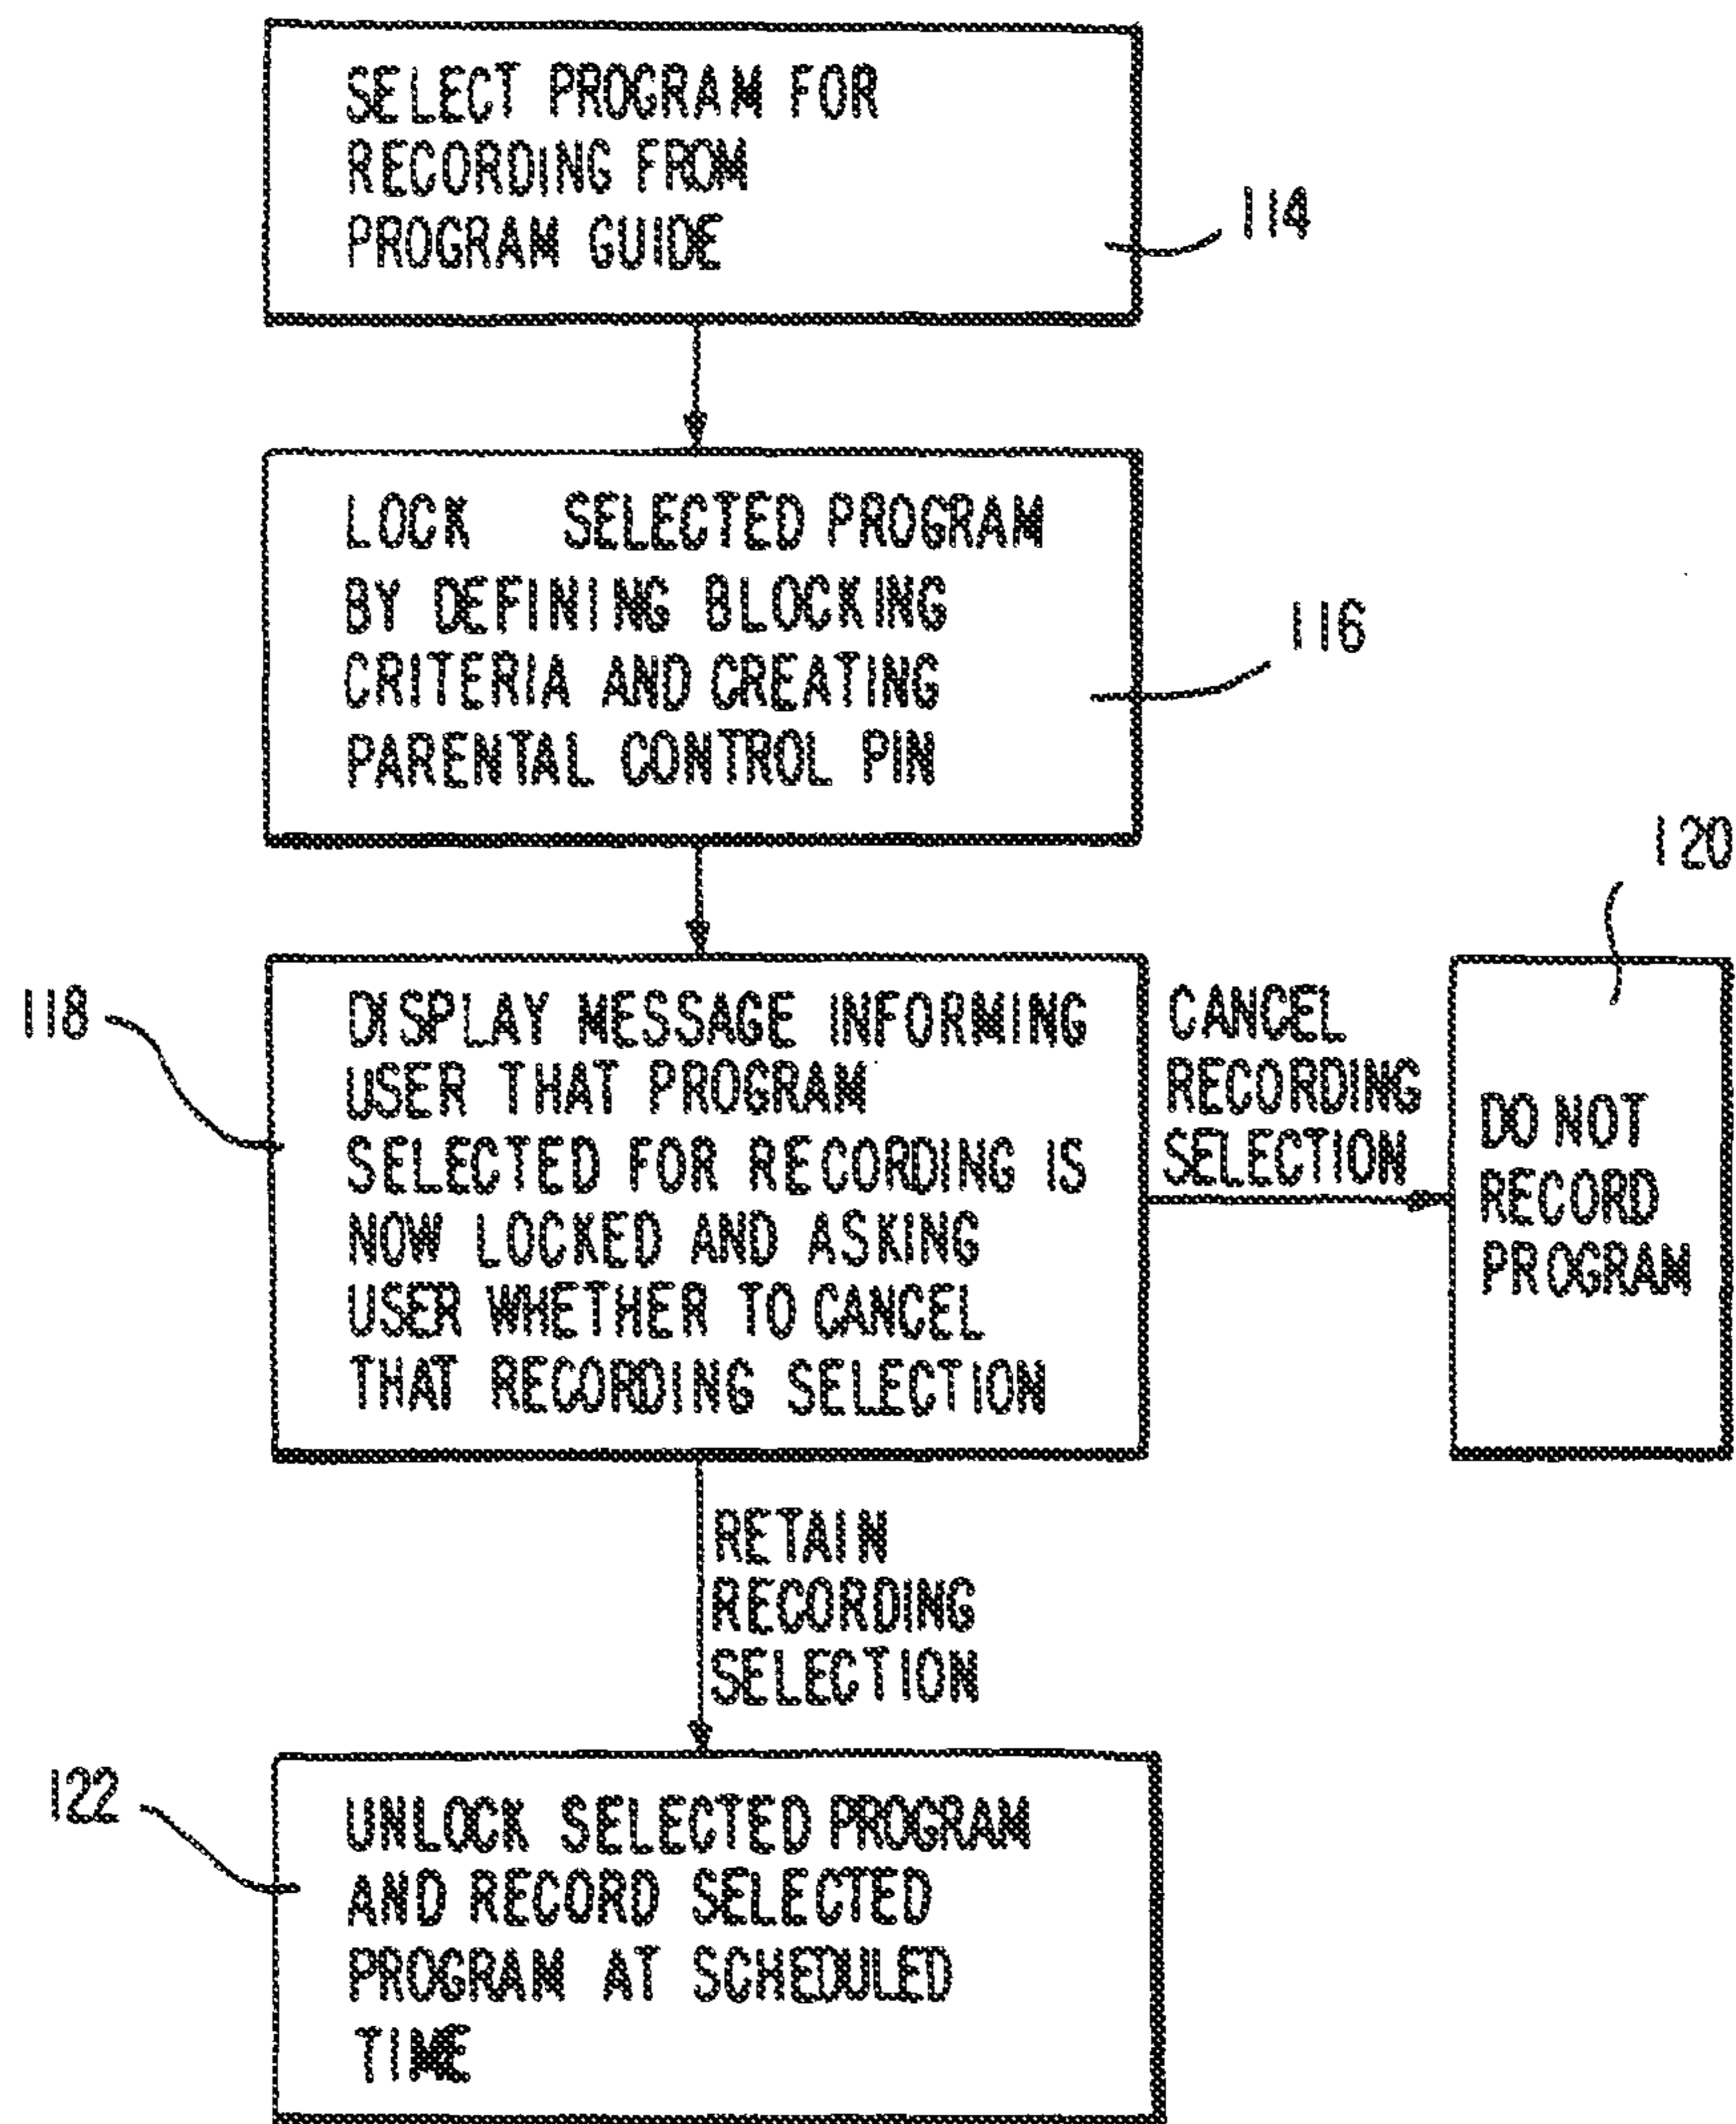 SELECT PROGRAM FOR
RECORDING FROM
PROGRAM GUIDE
114
LOCK SELECTED PROGRAM
BY DEFINING BLOCKING
CRITERIA AND CREATING
PARENTAL CONTROL PIN
116
120
118
DISPLAY MESSAGE INFORMING
USER THAT PROGRAM
SELECTED FOR RECORDING IS
NOW LOCKED AND ASKING
USER WHETHER TO CANCEL
THAT RECORDING SELECTION
CANCEL
RECORDING
SELECTION
DO NOT
RECORD
PROGRAM
RETAIN
RECORDING
SELECTION
122
UNLOCK SELECTED PROGRAM
AND RECORD SELECTED
PROGRAM AT SCHEDULED
TIME